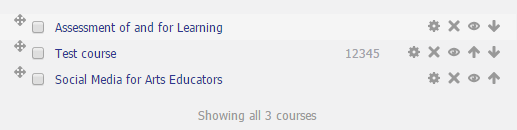 Assessment of and for Learning
Test course 12345
Social Media for Arts Educators
Showing all 3 courses